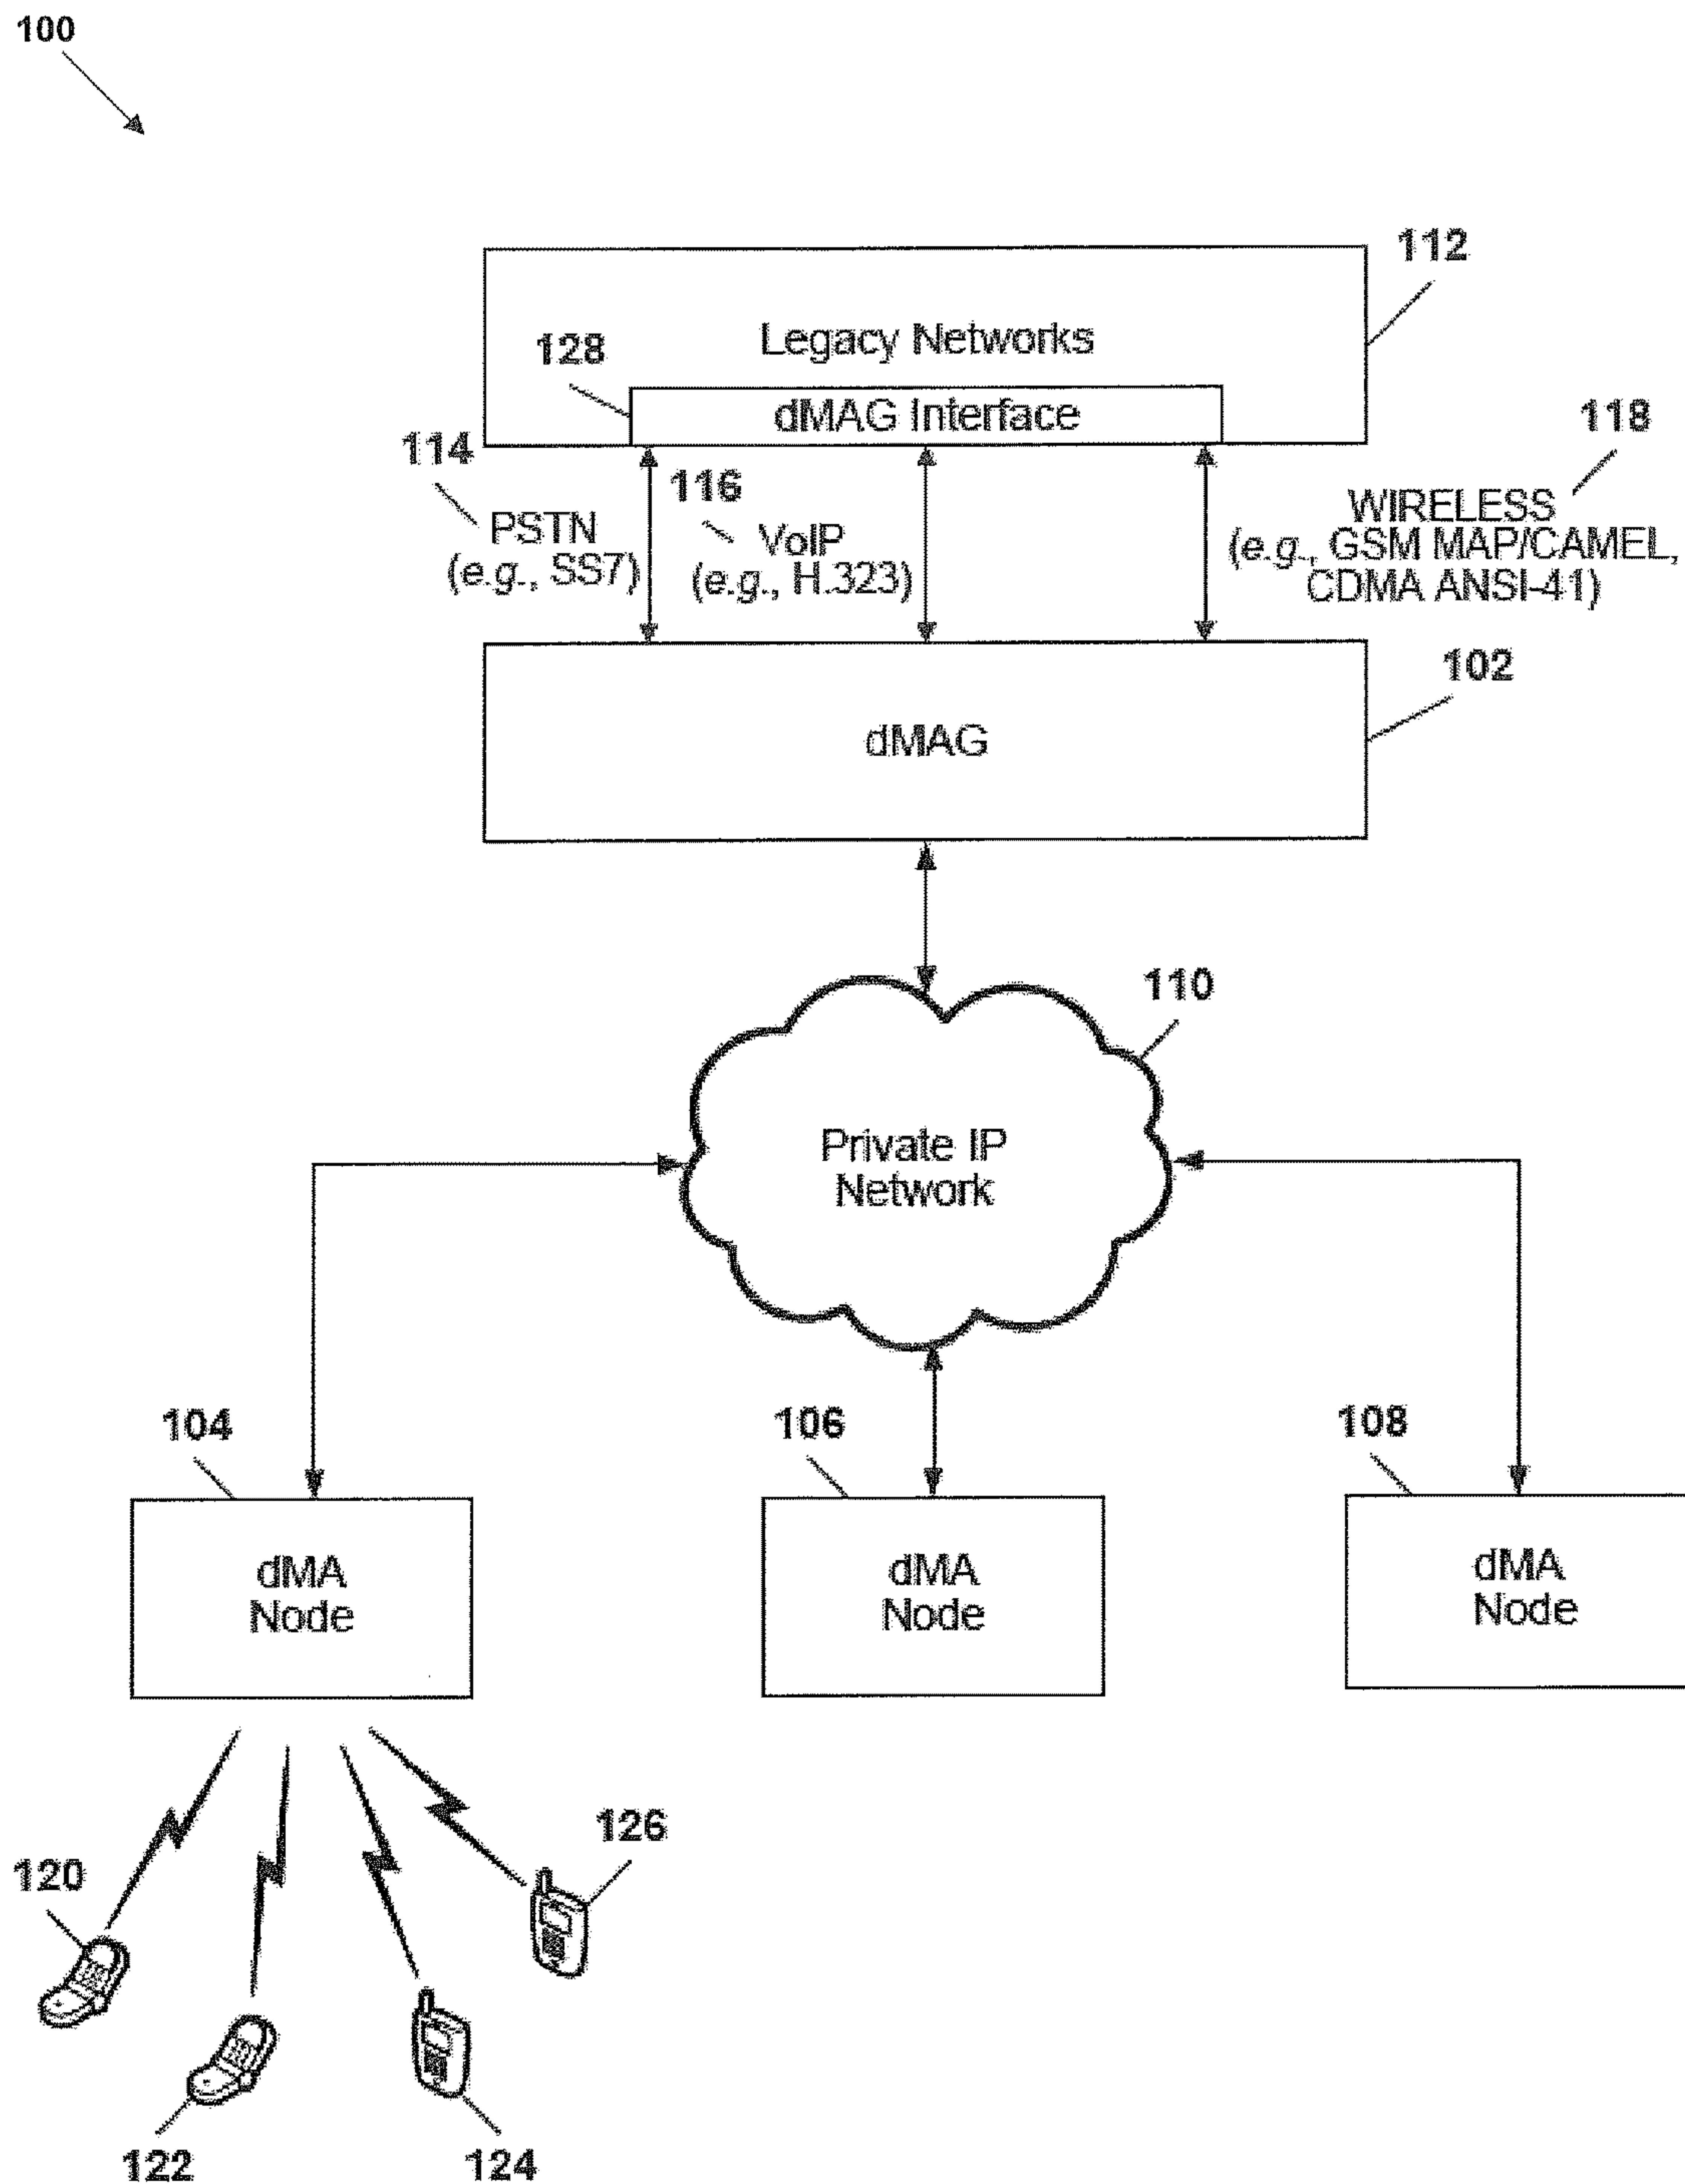 100
112
Legacy Networks
128
dMAG Interface
118
114
116
PSTN
(e.g., SS7)
VoIP
(e.g., H.323)
WIRELESS
(e.g., GSM MAP/CAMEL,
CDMA ANSI-41)
102
dMAG
110
Private IP
Network
104
106
108
dMA
Node
dMA
Node
dMA
Node
126
120
122
124